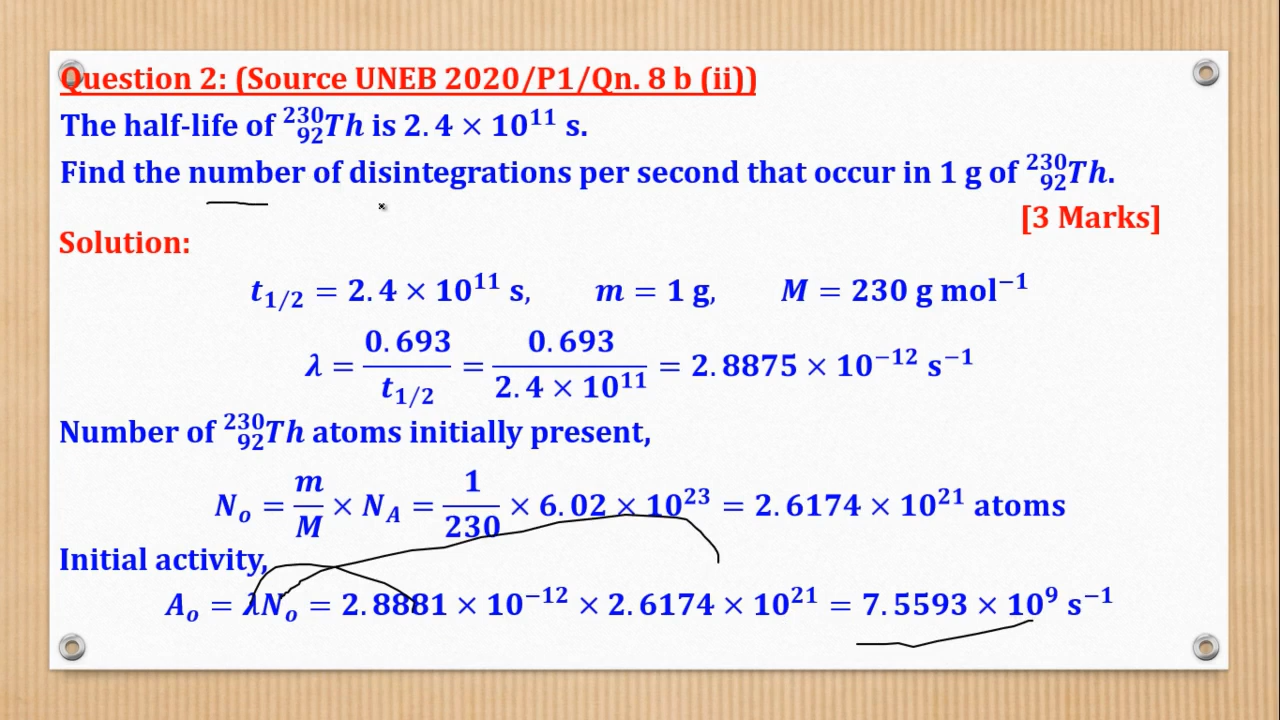 Question 2: (Source UNEB 2020/P1/Qn. 8 b (ii))
The half-life of ²³⁰₉₂Th is 2.4 × 10¹¹ s.
Find the number of disintegrations per second that occur in 1 g of ²³⁰₉₂Th.
[3 Marks]
Solution:
t₁/₂ = 2.4 × 10¹¹ s, m = 1 g, M = 230 g mol⁻¹
λ = 0.693/t₁/₂ = 0.693/(2.4 × 10¹¹) = 2.8875 × 10⁻¹² s⁻¹
Number of ²³⁰₉₂Th atoms initially present,
Nₒ = m/M × N_A = 1/230 × 6.02 × 10²³ = 2.6174 × 10²¹ atoms
Initial activity,
Aₒ = λNₒ = 2.8881 × 10⁻¹² × 2.6174 × 10²¹ = 7.5593 × 10⁹ s⁻¹